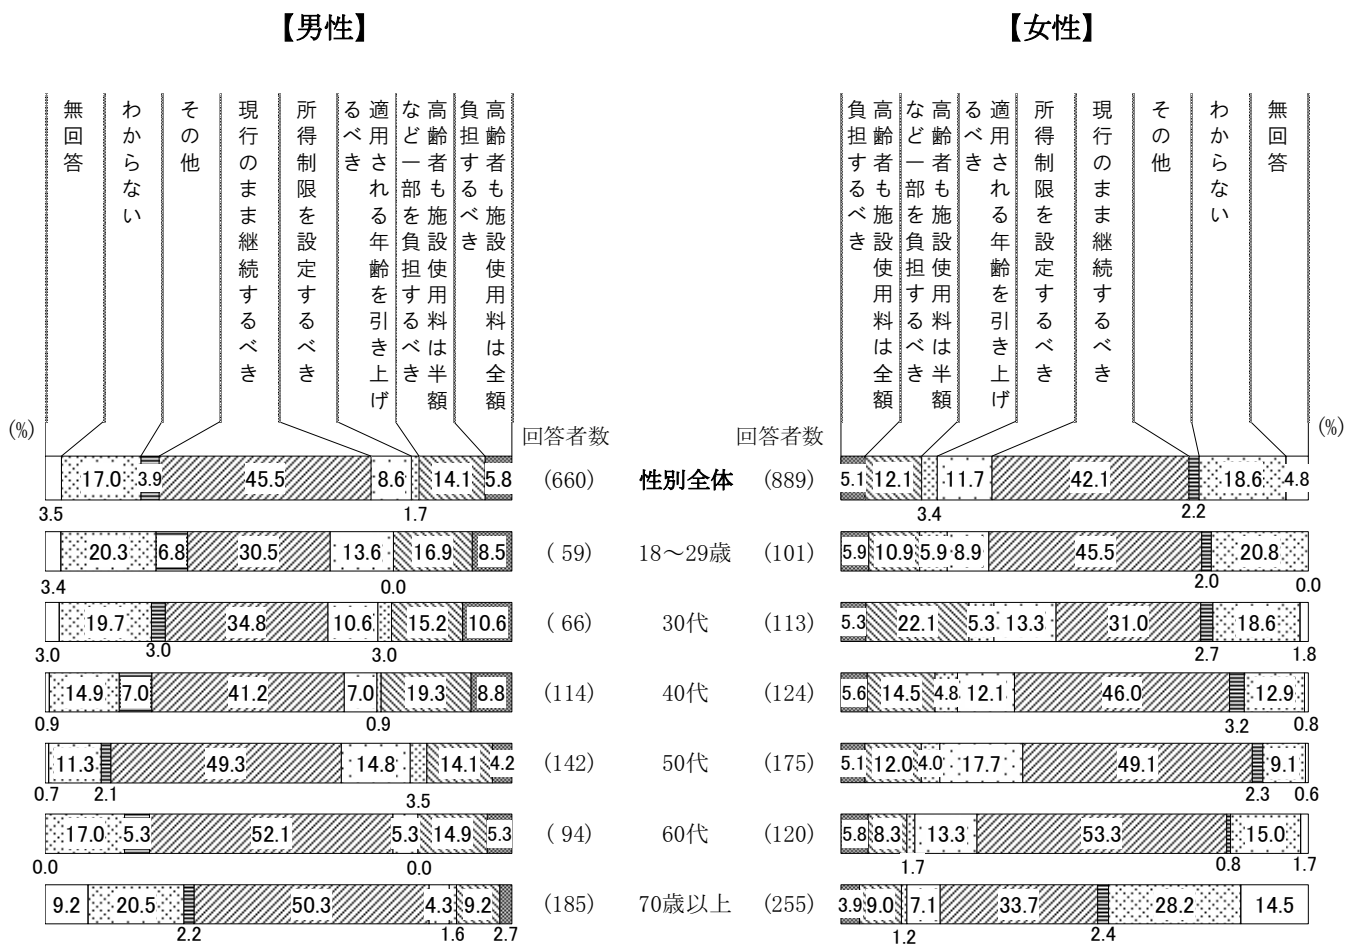 【男性】
【女性】
無回答
わからない
その他
現行のまま継続するべき
所得制限を設定するべき
適用される年齢を引き上げ
るべき
高齢者も施設使用料は半額
など一部を負担するべき
高齢者も施設使用料は全額
負担するべき
高齢者も施設使用料は全額
負担するべき
高齢者も施設使用料は半額
など一部を負担するべき
適用される年齢を引き上げ
るべき
所得制限を設定するべき
現行のまま継続するべき
その他
わからない
無回答
(%) 回答者数 回答者数 (%)
17.0 3.9 45.5 8.6 14.1 5.8 (660) 性別全体 (889) 5.1 12.1 11.7 42.1 18.6 4.8
3.5 1.7 3.4 2.2
20.3 6.8 30.5 13.6 16.9 8.5 ( 59) 18～29歳 (101) 5.9 10.9 5.9 8.9 45.5 20.8
3.4 0.0 2.0 0.0
19.7 34.8 10.6 15.2 10.6 ( 66) 30代 (113) 5.3 22.1 5.3 13.3 31.0 18.6
3.0 3.0 3.0 2.7 1.8
14.9 7.0 41.2 7.0 19.3 8.8 (114) 40代 (124) 5.6 14.5 4.8 12.1 46.0 12.9
0.9 0.9 3.2 0.8
11.3 49.3 14.8 14.1 4.2 (142) 50代 (175) 5.1 12.0 4.0 17.7 49.1 9.1
0.7 2.1 3.5 2.3 0.6
17.0 5.3 52.1 5.3 14.9 5.3 ( 94) 60代 (120) 5.8 8.3 13.3 53.3 15.0
0.0 0.0 1.7 0.8 1.7
9.2 20.5 50.3 4.3 9.2 (185) 70歳以上 (255) 3.9 9.0 7.1 33.7 28.2 14.5
2.2 1.6 2.7 1.2 2.4